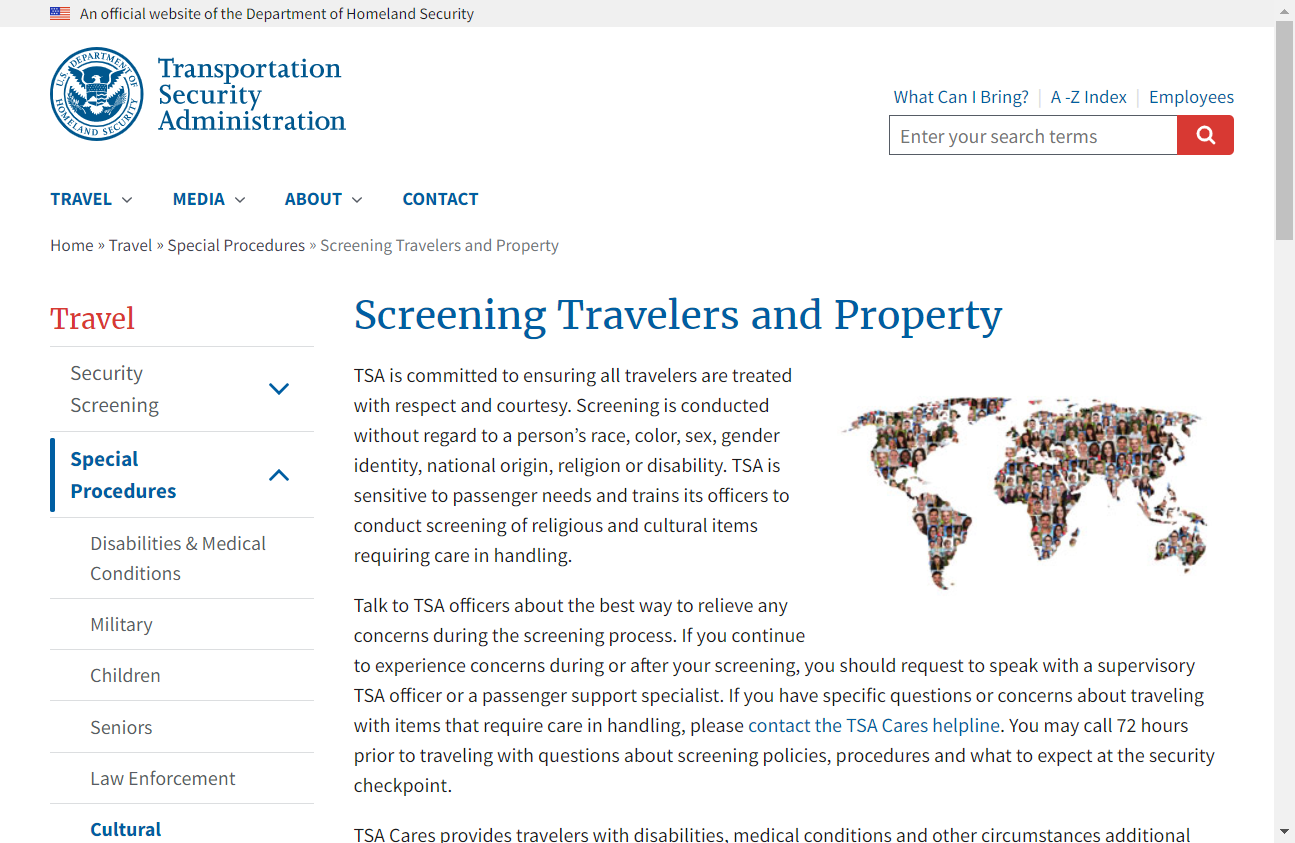 An official website of the Department of Homeland Security
U.S. DEPARTMENT OF HOMELAND SECURITY
Transportation
Security
Administration
What Can I Bring? | A -Z Index | Employees
Enter your search terms
TRAVEL MEDIA ABOUT CONTACT
Home » Travel » Special Procedures » Screening Travelers and Property
Travel
Security
Screening
Special
Procedures
Disabilities & Medical
Conditions
Military
Children
Seniors
Law Enforcement
Cultural
Screening Travelers and Property
TSA is committed to ensuring all travelers are treated
with respect and courtesy. Screening is conducted
without regard to a person’s race, color, sex, gender
identity, national origin, religion or disability. TSA is
sensitive to passenger needs and trains its officers to
conduct screening of religious and cultural items
requiring care in handling.
Talk to TSA officers about the best way to relieve any
concerns during the screening process. If you continue
to experience concerns during or after your screening, you should request to speak with a supervisory
TSA officer or a passenger support specialist. If you have specific questions or concerns about traveling
with items that require care in handling, please contact the TSA Cares helpline. You may call 72 hours
prior to traveling with questions about screening policies, procedures and what to expect at the security
checkpoint.
TSA Cares provides travelers with disabilities, medical conditions and other circumstances additional